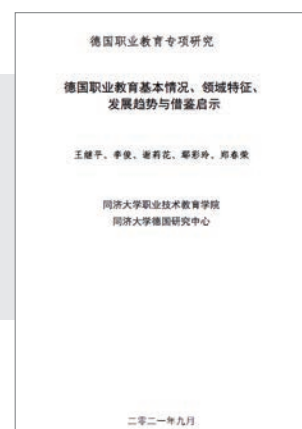 德国职业教育专项研究
德国职业教育基本情况、领域特征、
发展趋势与借鉴启示
王继平、李俊、谢莉花、鄢彩玲、郑春荣
同济大学职业技术教育学院
同济大学德国研究中心
二零二一年九月